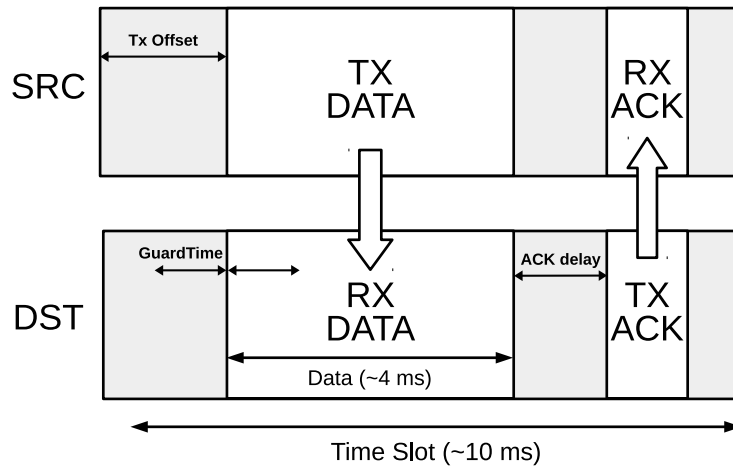 Tx Offset
SRC
TX
DATA
RX
ACK
GuardTime
ACK delay
DST
RX
DATA
TX
ACK
Data (~4 ms)
Time Slot (~10 ms)